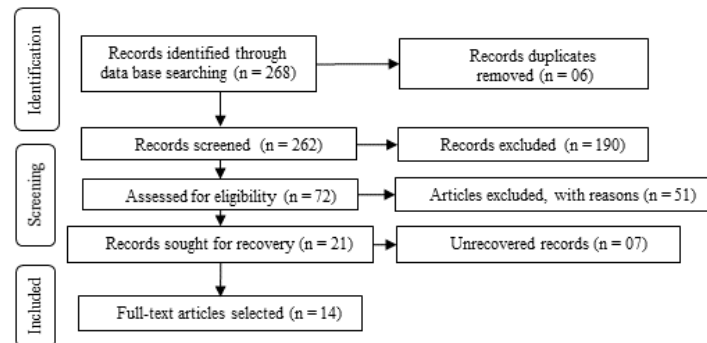 Identification
Records identified through
data base searching (n = 268)
Records duplicates
removed (n = 06)
Screening
Records screened (n = 262)
Records excluded (n = 190)
Assessed for eligibility (n = 72)
Articles excluded, with reasons (n = 51)
Records sought for recovery (n = 21)
Unrecovered records (n = 07)
Included
Full-text articles selected (n = 14)